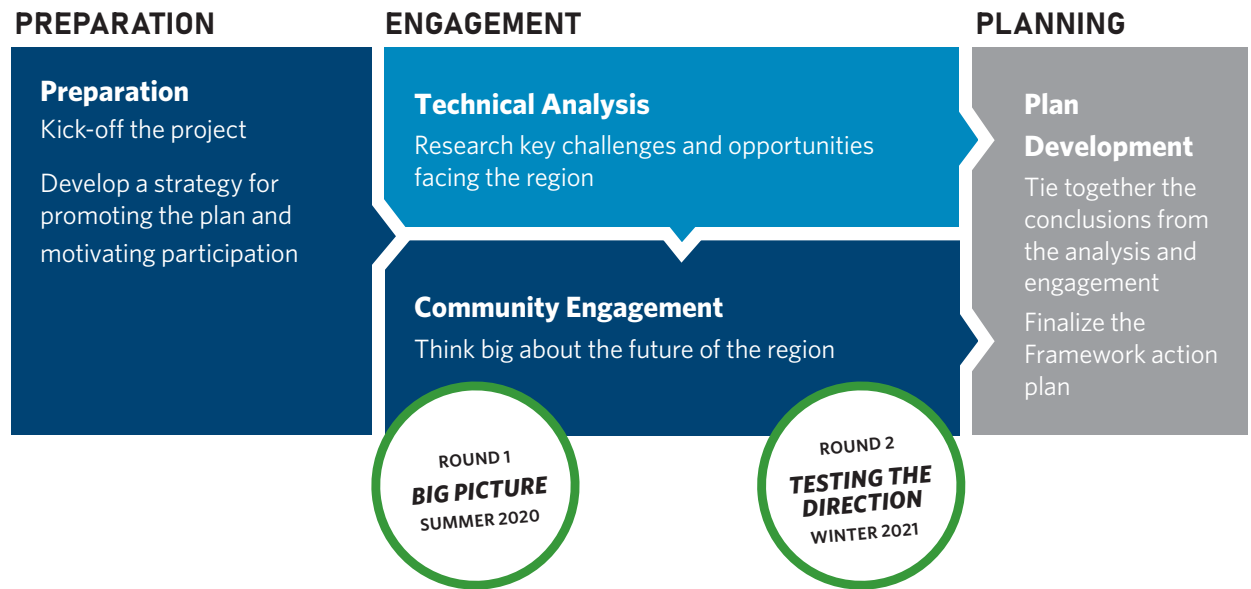 PREPARATION
Preparation
Kick-off the project
Develop a strategy for
promoting the plan and
motivating participation
ENGAGEMENT
Technical Analysis
Research key challenges and opportunities
facing the region
Community Engagement
Think big about the future of the region
ROUND 1
BIG PICTURE
SUMMER 2020
ROUND 2
TESTING THE
DIRECTION
WINTER 2021
PLANNING
Plan
Development
Tie together the
conclusions from
the analysis and
engagement
Finalize the
Framework action
plan